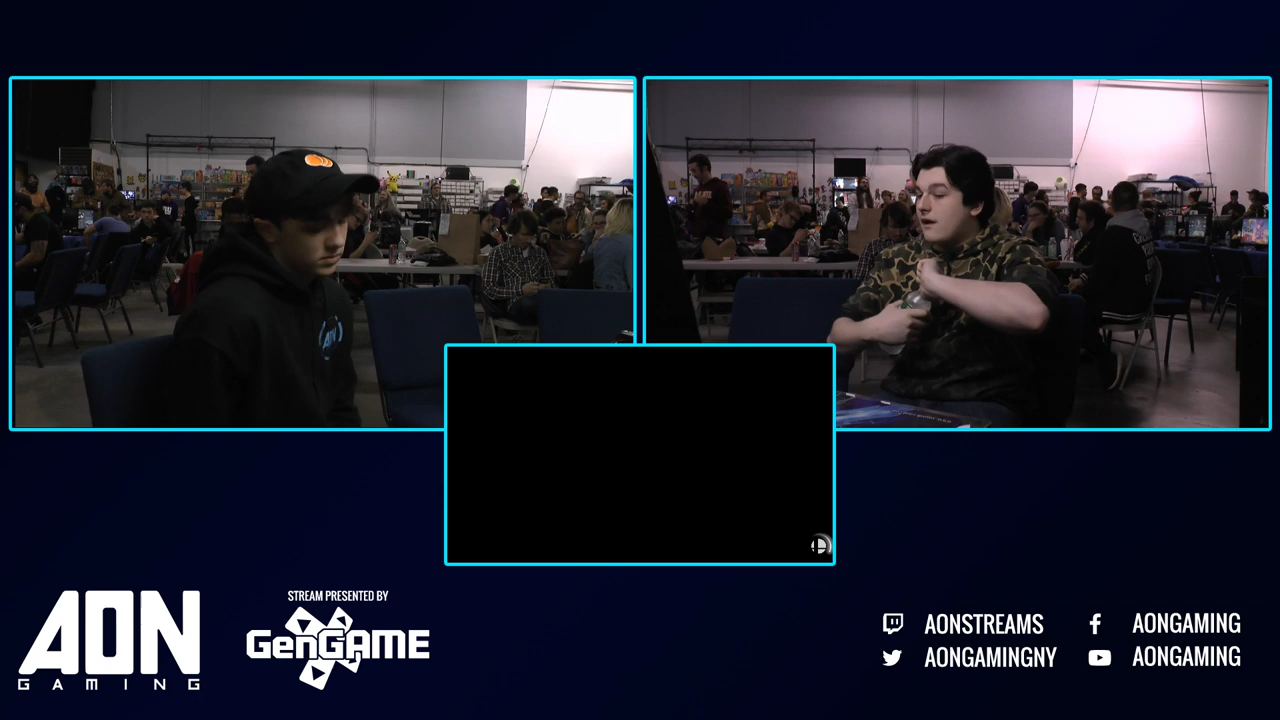 AON
GAMING
STREAM PRESENTED BY
GENGAME
AONSTREAMS
AONGAMING
AONGAMINGNY
AONGAMING